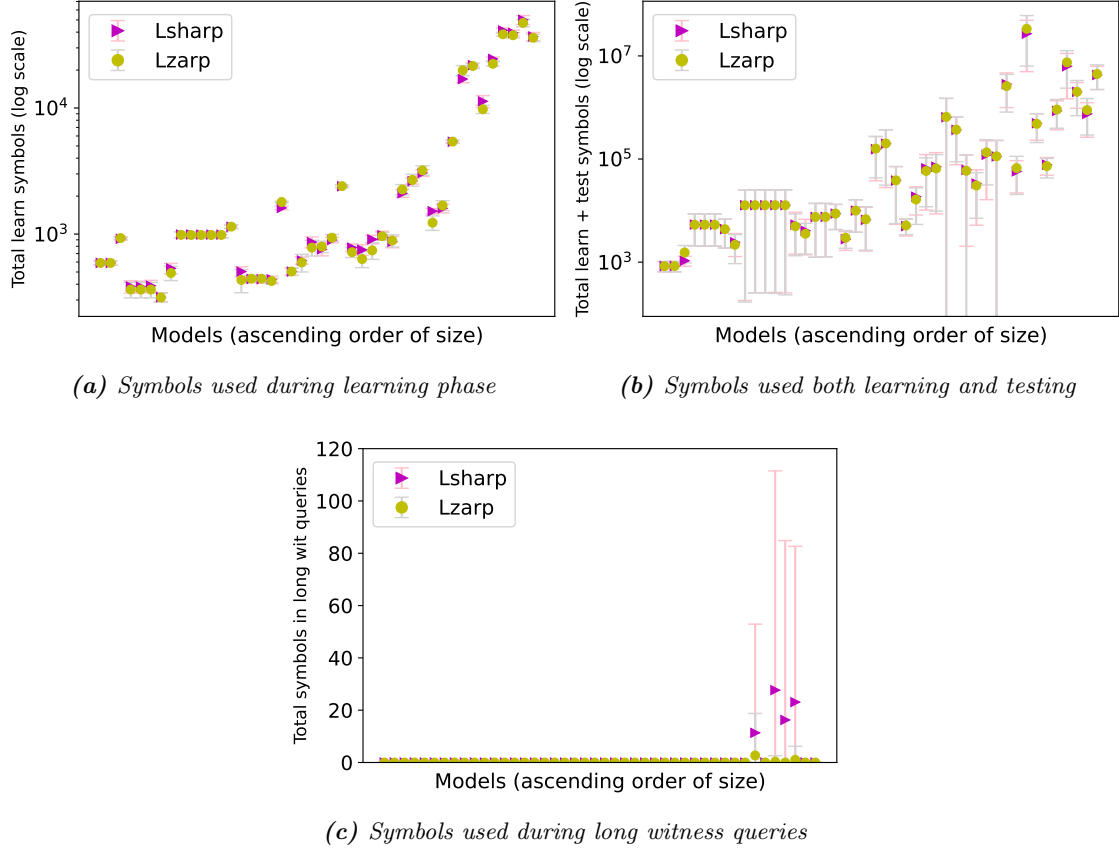 Total learn symbols (log scale)
10^4
10^3
Lsharp
Lzarp
Models (ascending order of size)
(a) Symbols used during learning phase
Total learn + test symbols (log scale)
10^7
10^5
10^3
Lsharp
Lzarp
Models (ascending order of size)
(b) Symbols used both learning and testing
Total symbols in long wit queries
120
100
80
60
40
20
0
Lsharp
Lzarp
Models (ascending order of size)
(c) Symbols used during long witness queries